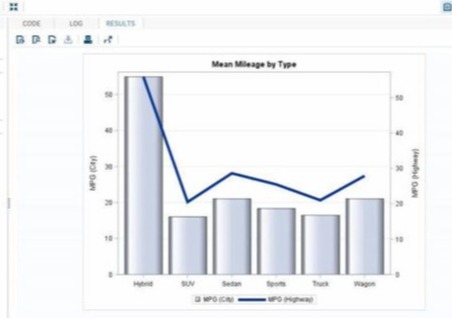 CODE LOG RESULTS
Mean Mileage by Type
MPG (City)
50
40
30
20
10
0
MPG (Highway)
50
40
30
20
10
0
Hybrid SUV Sedan Sports Truck Wagon
MPG (City) MPG (Highway)